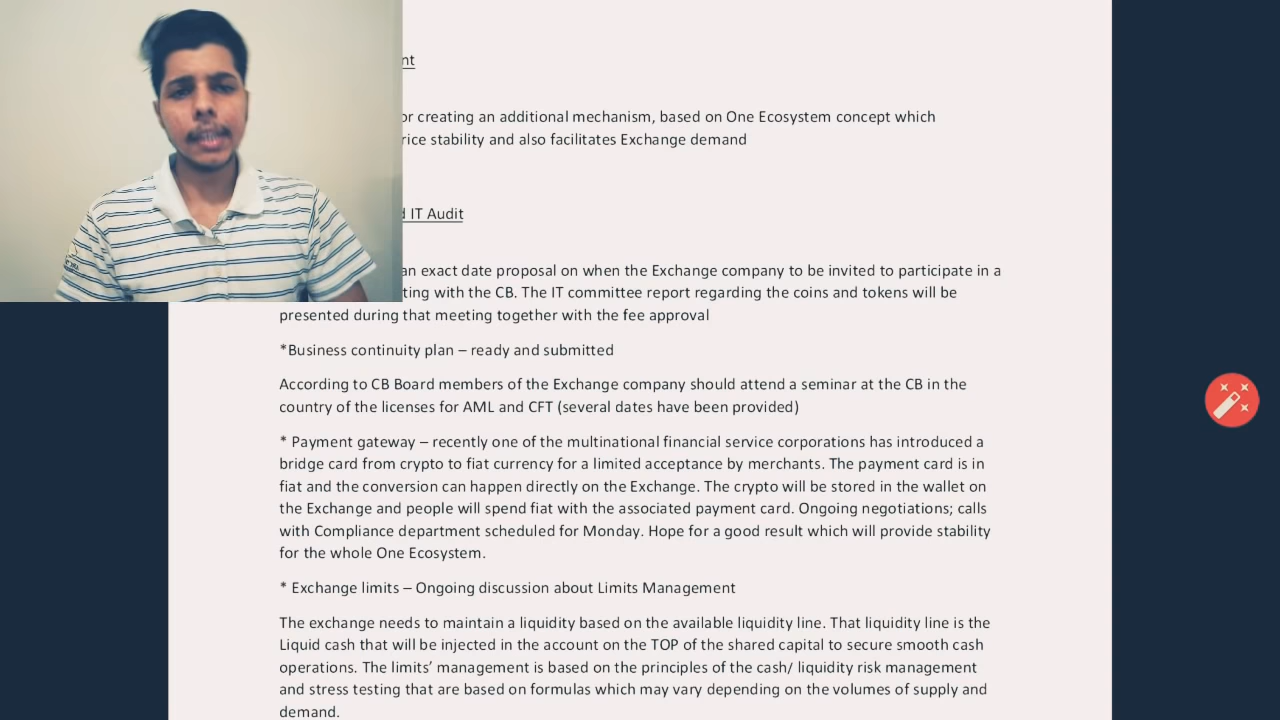 nt
or creating an additional mechanism, based on One Ecosystem concept which
rice stability and also facilitates Exchange demand
d IT Audit
an exact date proposal on when the Exchange company to be invited to participate in a
ting with the CB. The IT committee report regarding the coins and tokens will be
presented during that meeting together with the fee approval
*Business continuity plan – ready and submitted
According to CB Board members of the Exchange company should attend a seminar at the CB in the
country of the licenses for AML and CFT (several dates have been provided)
* Payment gateway – recently one of the multinational financial service corporations has introduced a
bridge card from crypto to fiat currency for a limited acceptance by merchants. The payment card is in
fiat and the conversion can happen directly on the Exchange. The crypto will be stored in the wallet on
the Exchange and people will spend fiat with the associated payment card. Ongoing negotiations; calls
with Compliance department scheduled for Monday. Hope for a good result which will provide stability
for the whole One Ecosystem.
* Exchange limits – Ongoing discussion about Limits Management
The exchange needs to maintain a liquidity based on the available liquidity line. That liquidity line is the
Liquid cash that will be injected in the account on the TOP of the shared capital to secure smooth cash
operations. The limits’ management is based on the principles of the cash/ liquidity risk management
and stress testing that are based on formulas which may vary depending on the volumes of supply and
demand.